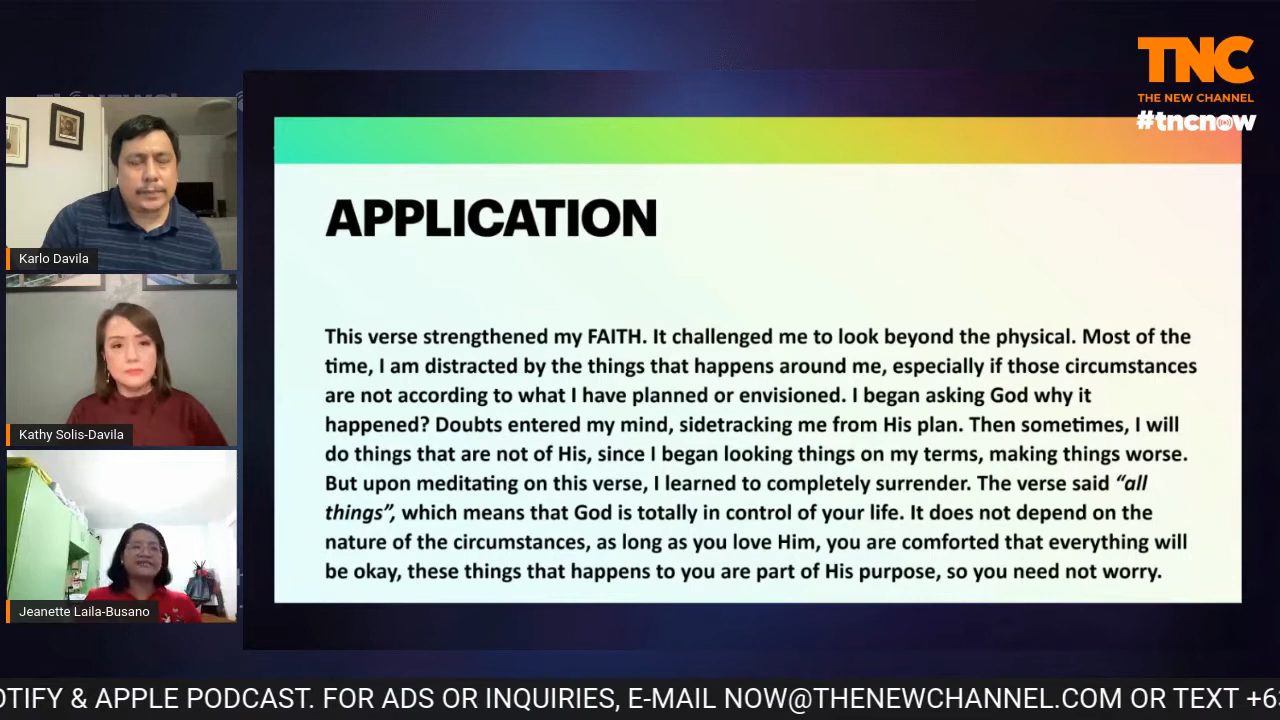 TNC
THE NEW CHANNEL
#tncnow
Karlo Davila
Kathy Solis-Davila
Jeanette Laila-Busano
APPLICATION
This verse strengthened my FAITH. It challenged me to look beyond the physical. Most of the
time, I am distracted by the things that happens around me, especially if those circumstances
are not according to what I have planned or envisioned. I began asking God why it
happened? Doubts entered my mind, sidetracking me from His plan. Then sometimes, I will
do things that are not of His, since I began looking things on my terms, making things worse.
But upon meditating on this verse, I learned to completely surrender. The verse said “all
things”, which means that God is totally in control of your life. It does not depend on the
nature of the circumstances, as long as you love Him, you are comforted that everything will
be okay, these things that happens to you are part of His purpose, so you need not worry.
OTIFY & APPLE PODCAST. FOR ADS OR INQUIRIES, E-MAIL NOW@THENEWCHANNEL.COM OR TEXT +63